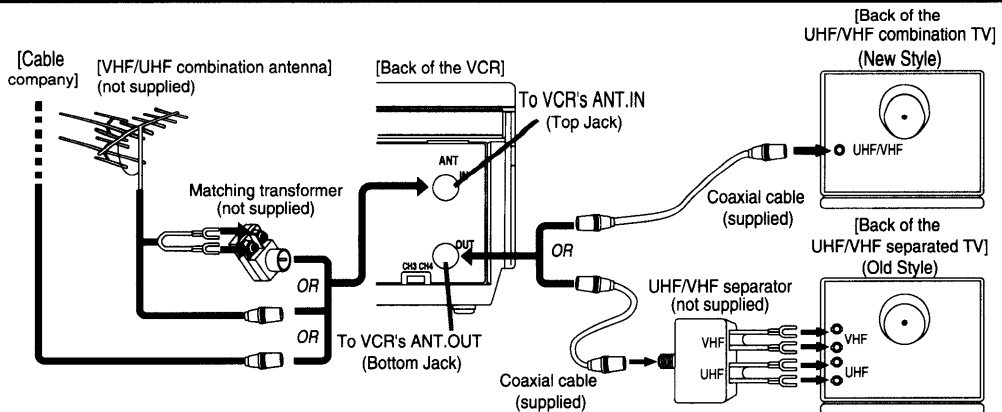 [Cable
company]
[VHF/UHF combination antenna]
(not supplied)
[Back of the VCR]
To VCR's ANT.IN
(Top Jack)
ANT
IN
Matching transformer
(not supplied)
OUT
CH3 CH4
OR
OR
To VCR's ANT.OUT
(Bottom Jack)
OR
[Back of the
UHF/VHF combination TV]
(New Style)
UHF/VHF
Coaxial cable
(supplied)
[Back of the
UHF/VHF separated TV]
(Old Style)
UHF/VHF separator
(not supplied)
VHF
UHF
VHF
UHF
Coaxial cable
(supplied)